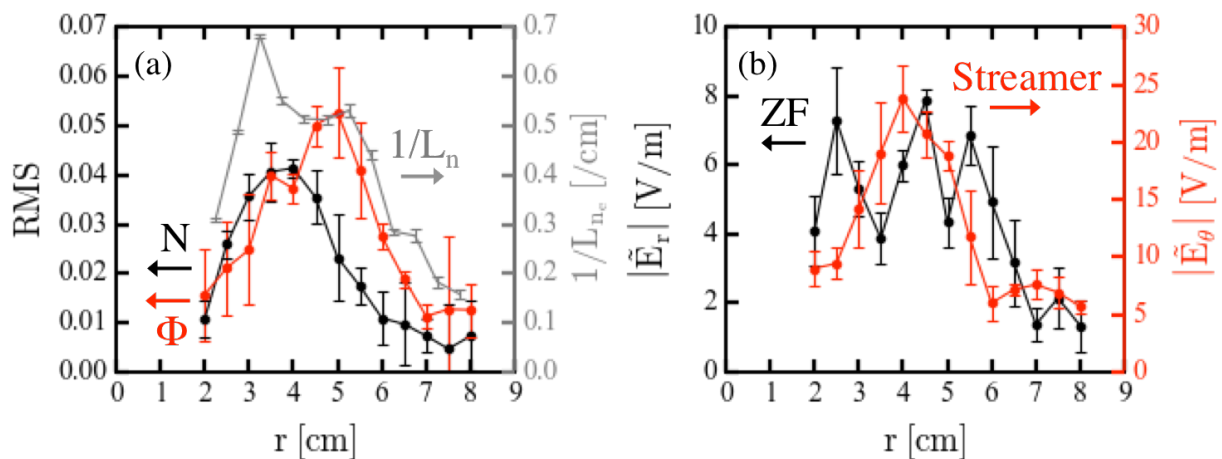 (a)
0.07
0.06
0.05
0.04
0.03
0.02
0.01
0.00
RMS
N
Φ
1/Lₙ
0.7
0.6
0.5
0.4
0.3
0.2
0.1
0.0
1/Lₙₑ [/cm]
0 1 2 3 4 5 6 7 8 9
r [cm]
(b)
10
8
6
4
2
0
|Ẽᵣ| [V/m]
ZF
Streamer
30
25
20
15
10
5
0
|Ẽ_θ| [V/m]
0 1 2 3 4 5 6 7 8 9
r [cm]